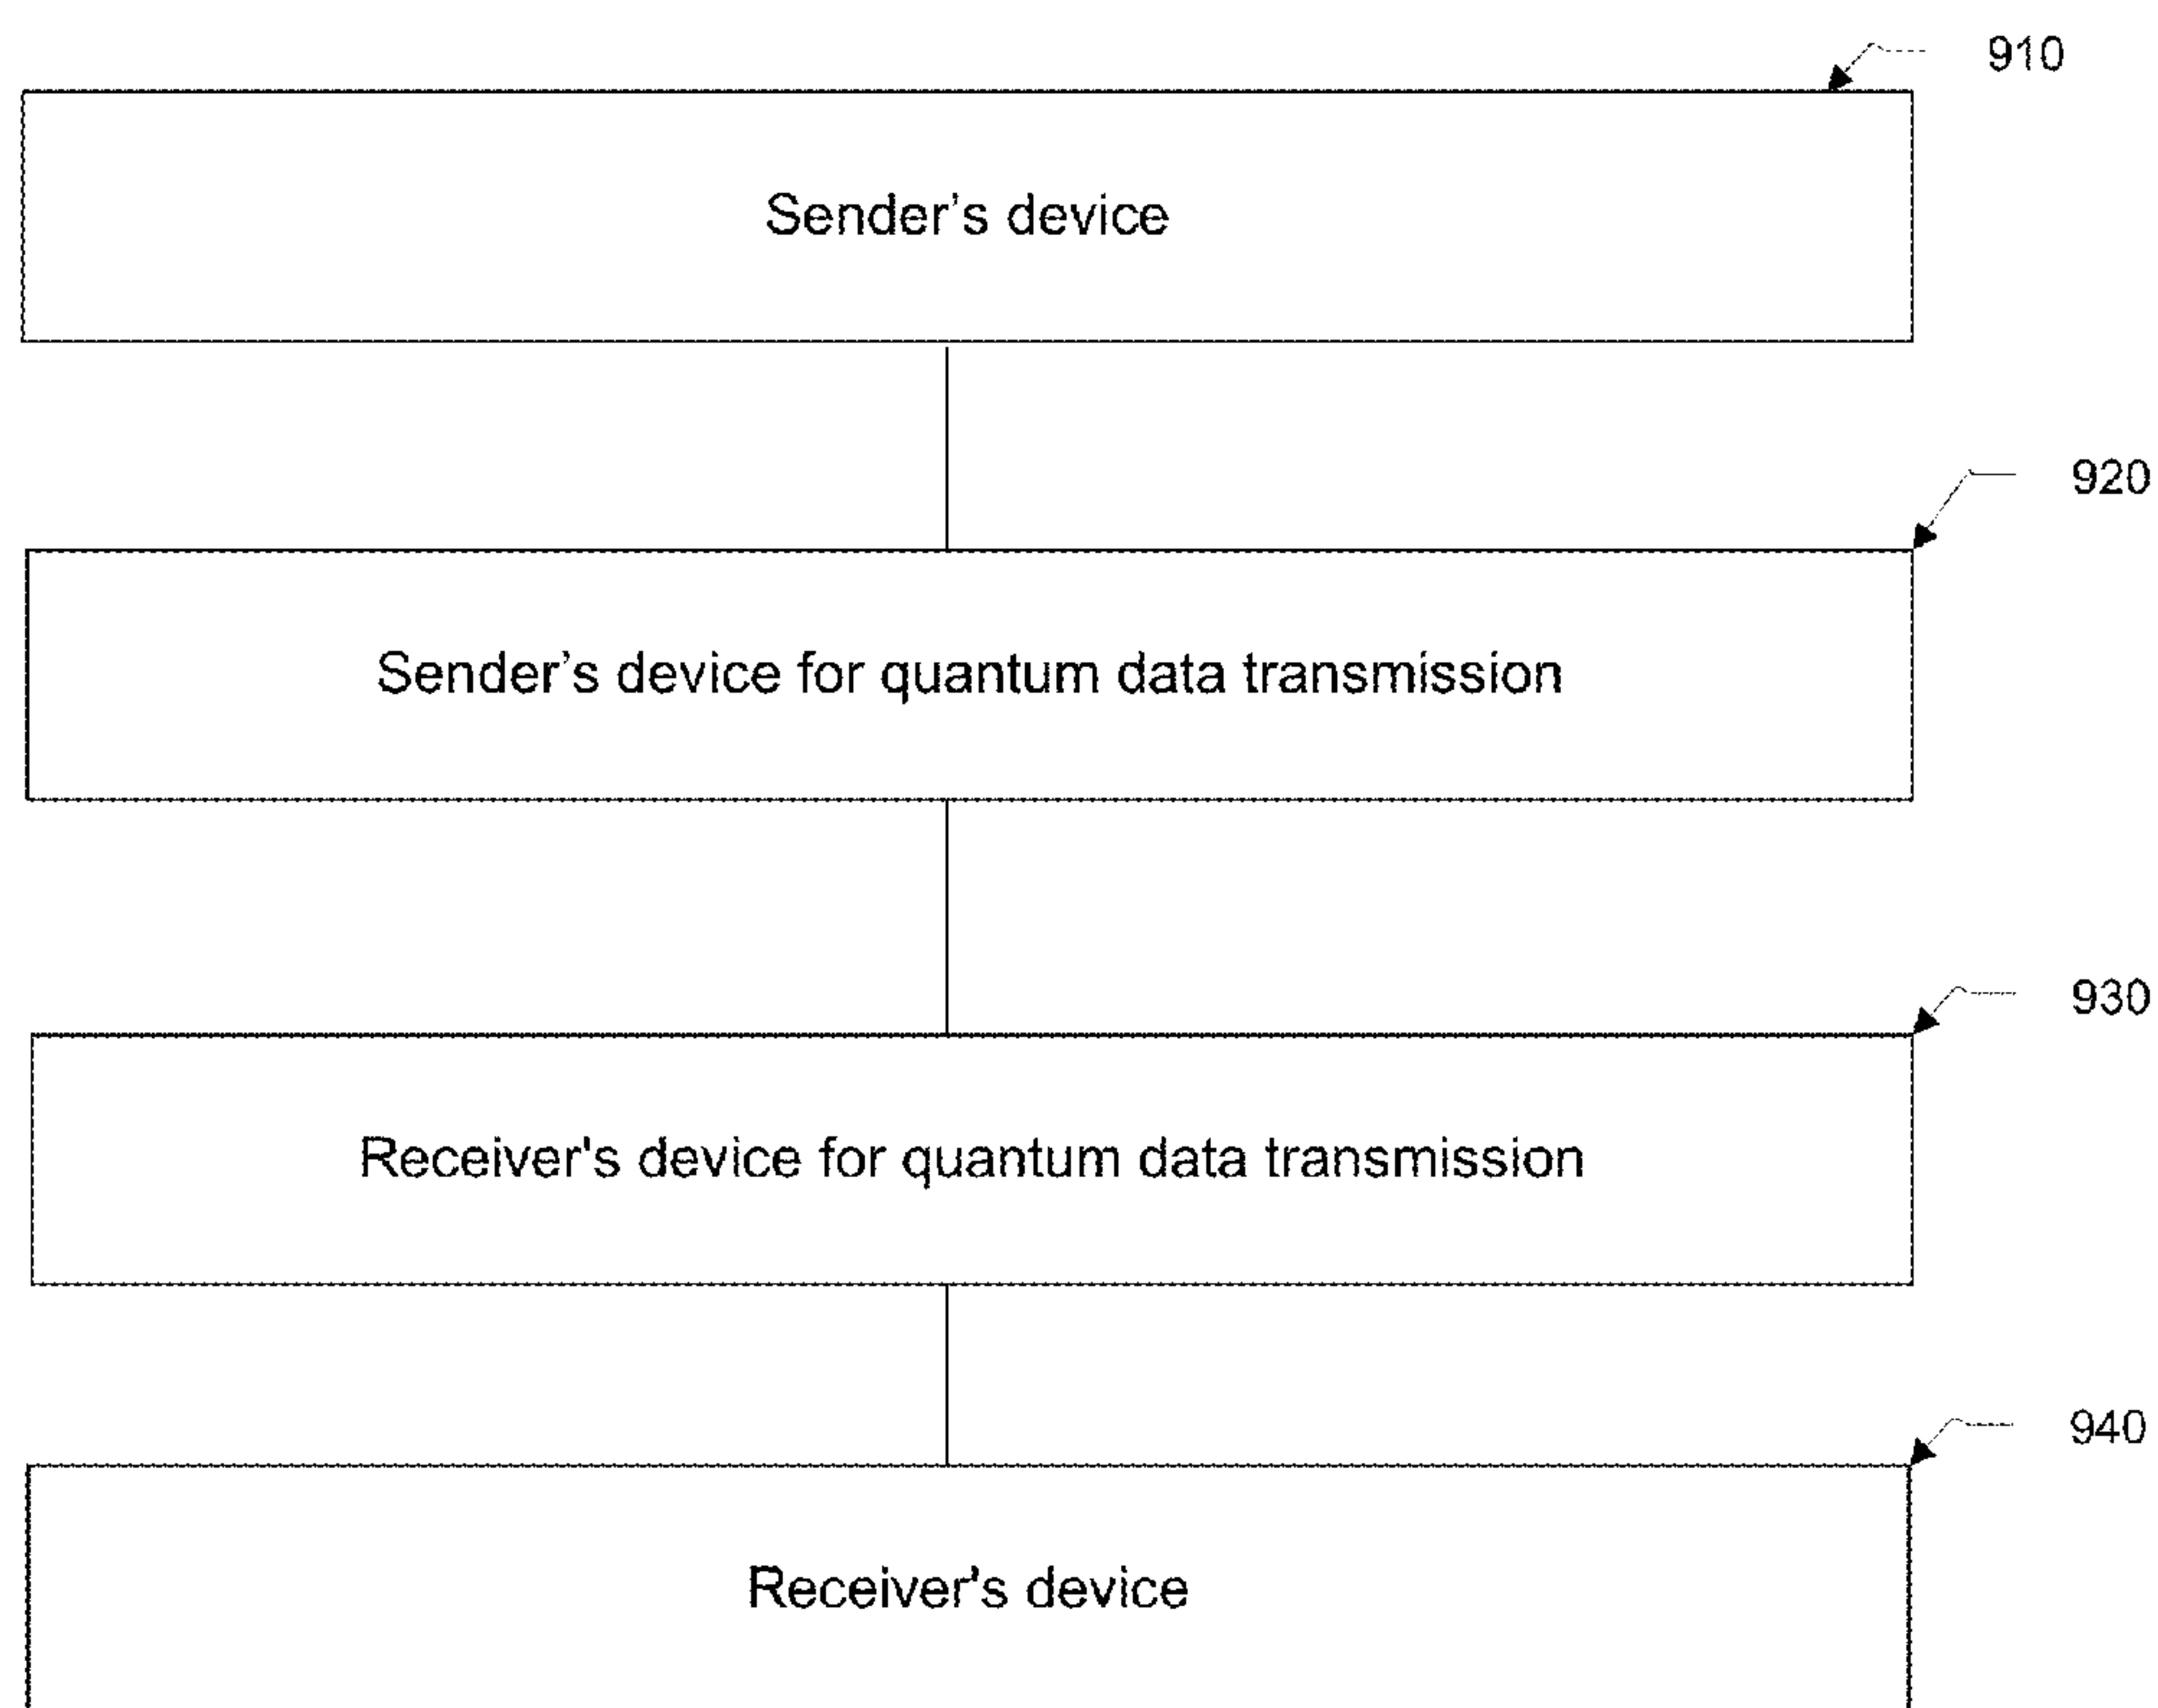 910
Sender’s device
920
Sender’s device for quantum data transmission
930
Receiver's device for quantum data transmission
940
Receiver's device